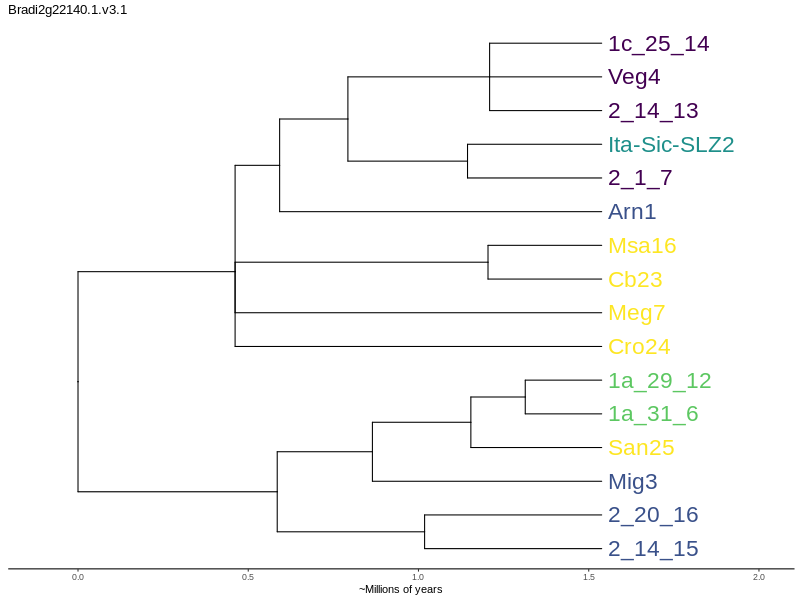 Bradi2g22140.1.v3.1
1c_25_14
Veg4
2_14_13
Ita-Sic-SLZ2
2_1_7
Arn1
Msa16
Cb23
Meg7
Cro24
1a_29_12
1a_31_6
San25
Mig3
2_20_16
2_14_15
0.0 0.5 1.0 1.5 2.0
~Millions of years